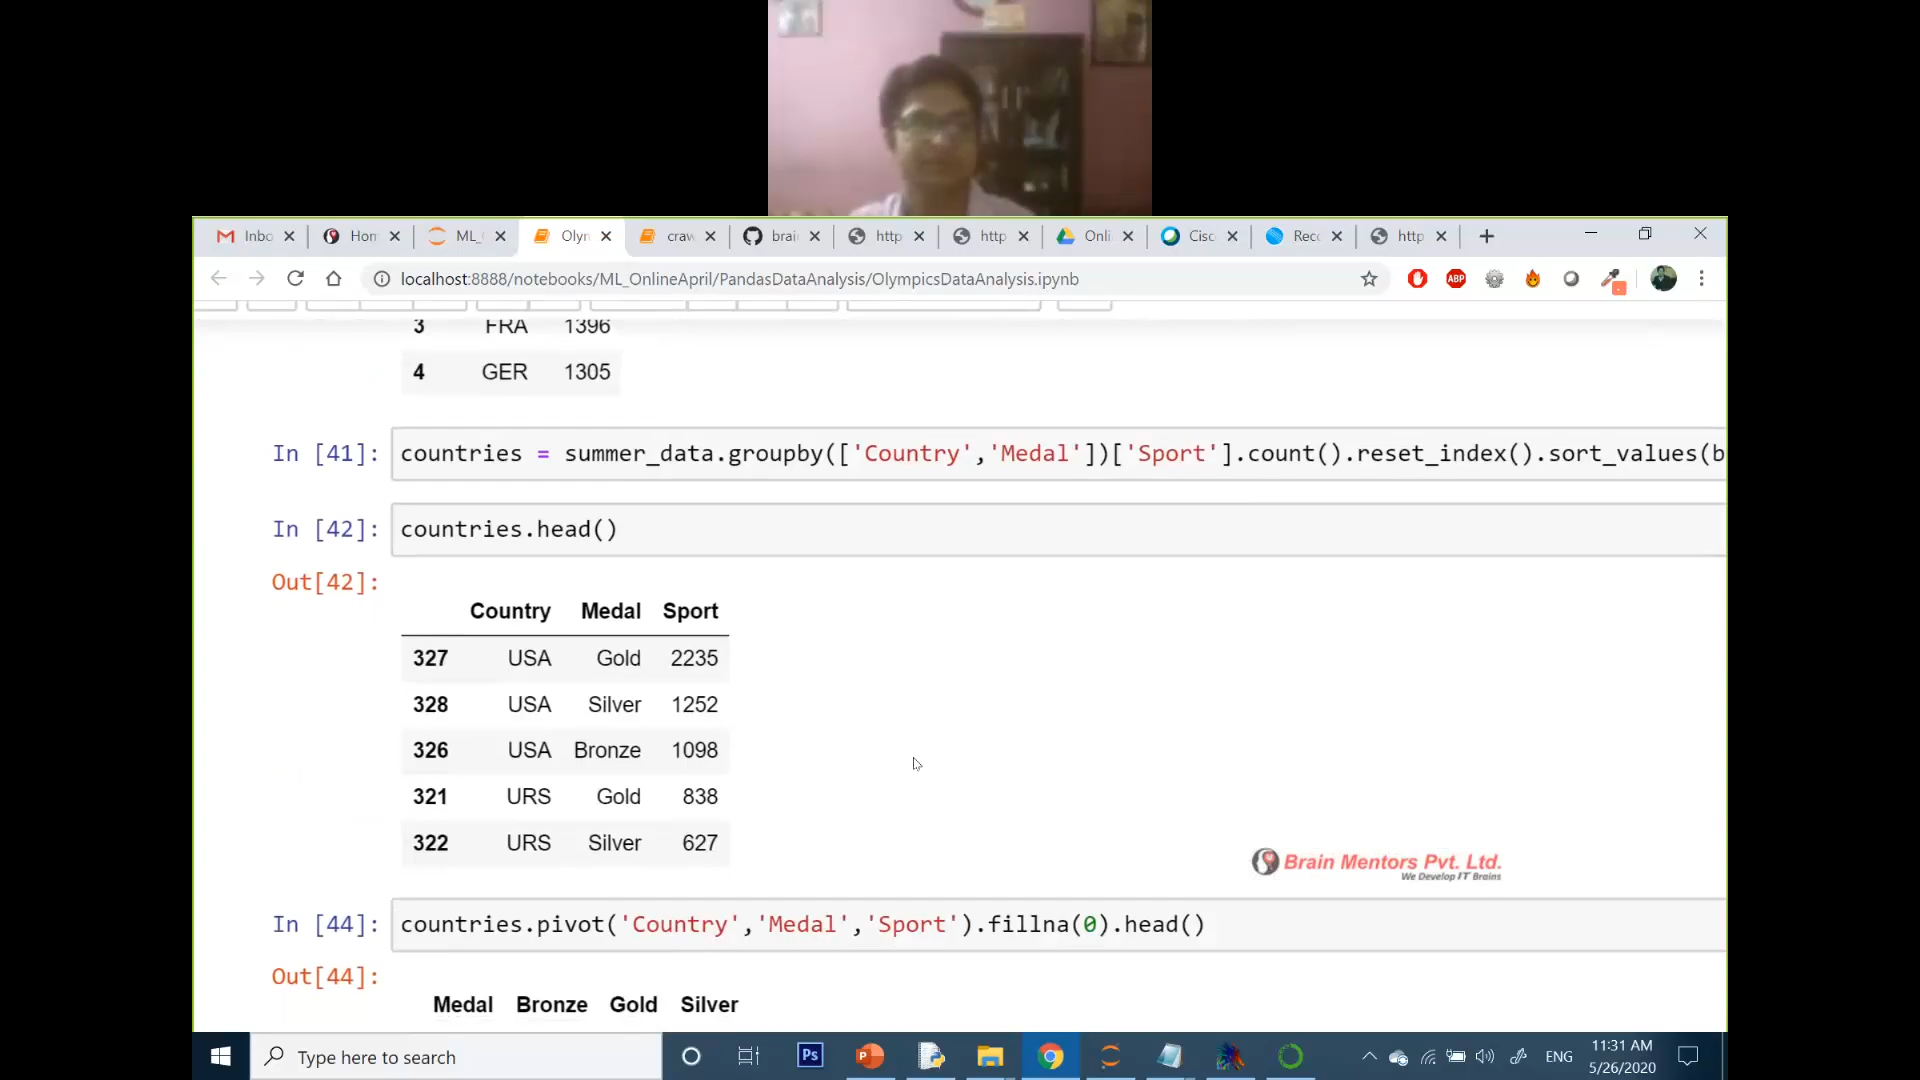 Inbo
Hom
ML_
Olyn
craw
brai
http
http
Onli
Cisc
Reco
http
localhost:8888/notebooks/ML_OnlineApril/PandasDataAnalysis/OlympicsDataAnalysis.ipynb
ABP
3 FRA 1396
4 GER 1305
In [41]: countries = summer_data.groupby(['Country','Medal'])['Sport'].count().reset_index().sort_values(b
In [42]: countries.head()
Out[42]:
Country Medal Sport
327 USA Gold 2235
328 USA Silver 1252
326 USA Bronze 1098
321 URS Gold 838
322 URS Silver 627
Brain Mentors Pvt. Ltd.
We Develop IT Brains
In [44]: countries.pivot('Country','Medal','Sport').fillna(0).head()
Out[44]:
Medal Bronze Gold Silver
Type here to search
Ps
P
ENG
11:31 AM
5/26/2020